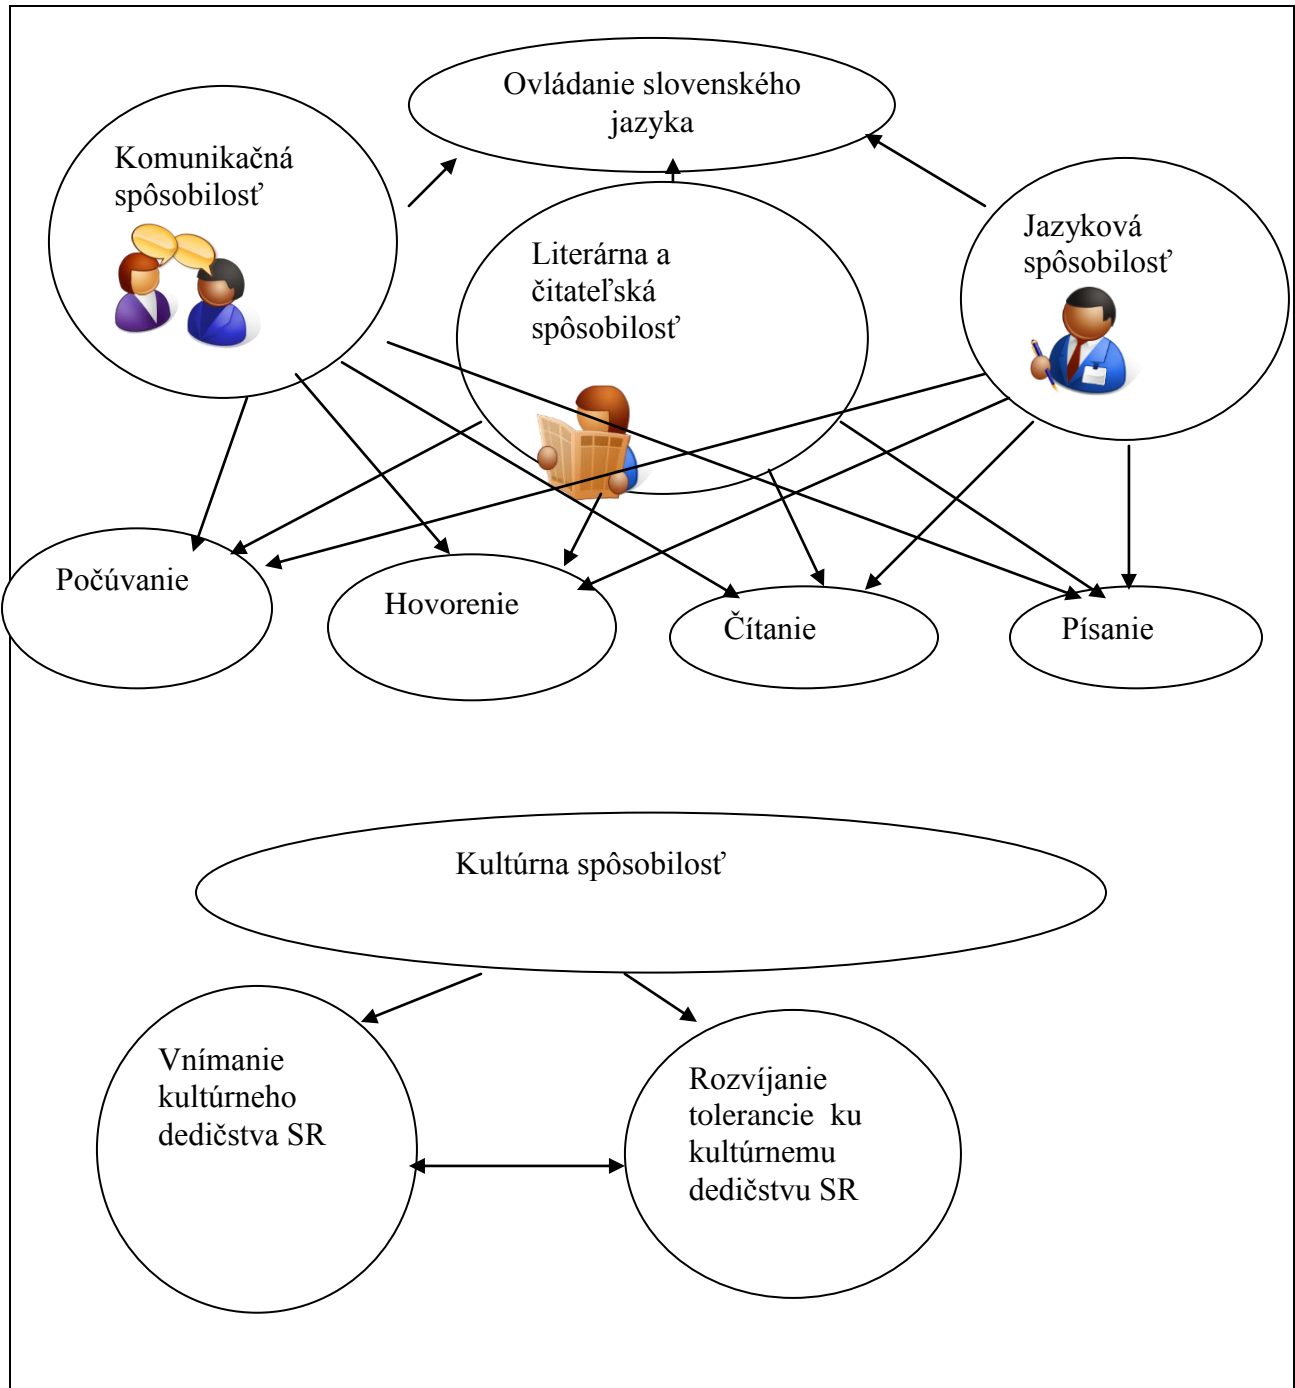 Ovládanie slovenského
jazyka
Komunikačná
spôsobilosť
Literárna a
čitateľská
spôsobilosť
Jazyková
spôsobilosť
Počúvanie
Hovorenie
Čítanie
Písanie
Kultúrna spôsobilosť
Vnímanie
kultúrneho
dedičstva SR
Rozvíjanie
tolerancie  ku
kultúrnemu
dedičstvu SR